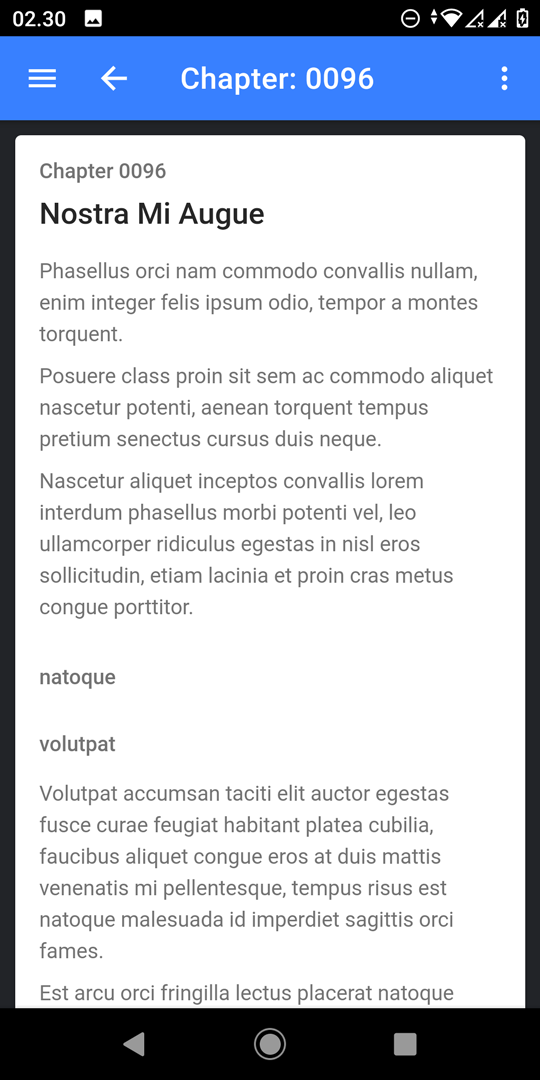 02.30
Chapter: 0096
Chapter 0096
Nostra Mi Augue
Phasellus orci nam commodo convallis nullam,
enim integer felis ipsum odio, tempor a montes
torquent.
Posuere class proin sit sem ac commodo aliquet
nascetur potenti, aenean torquent tempus
pretium senectus cursus duis neque.
Nascetur aliquet inceptos convallis lorem
interdum phasellus morbi potenti vel, leo
ullamcorper ridiculus egestas in nisl eros
sollicitudin, etiam lacinia et proin cras metus
congue porttitor.
natoque
volutpat
Volutpat accumsan taciti elit auctor egestas
fusce curae feugiat habitant platea cubilia,
faucibus aliquet congue eros at duis mattis
venenatis mi pellentesque, tempus risus est
natoque malesuada id imperdiet sagittis orci
fames.
Est arcu orci fringilla lectus placerat natoque